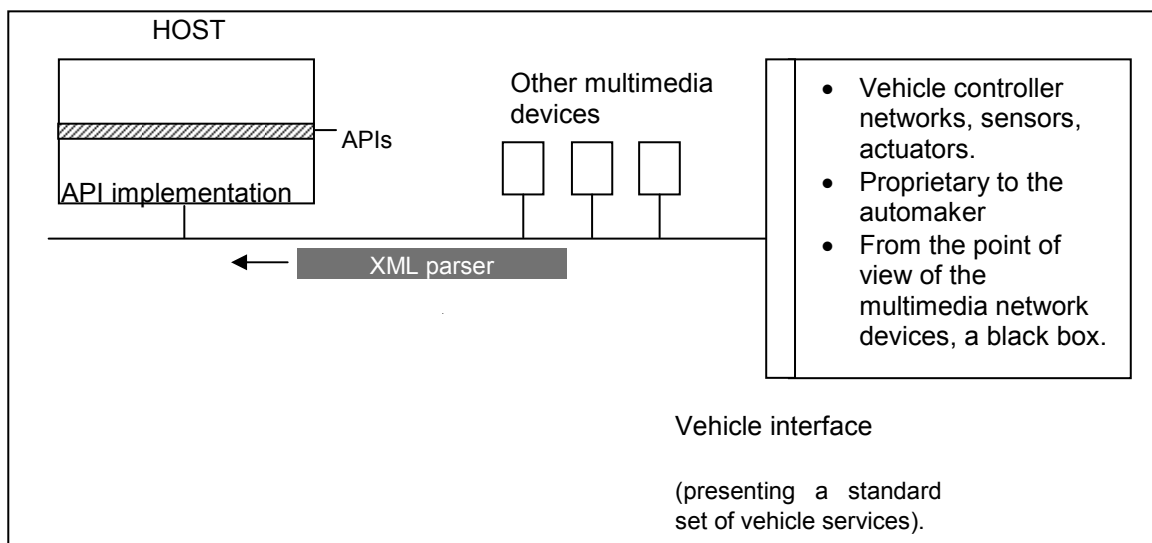 HOST
APIs
API implementation
Other multimedia
devices
XML parser
• Vehicle controller
networks, sensors,
actuators.
• Proprietary to the
automaker
• From the point of
view of the
multimedia network
devices, a black box.
Vehicle interface
(presenting a standard
set of vehicle services).